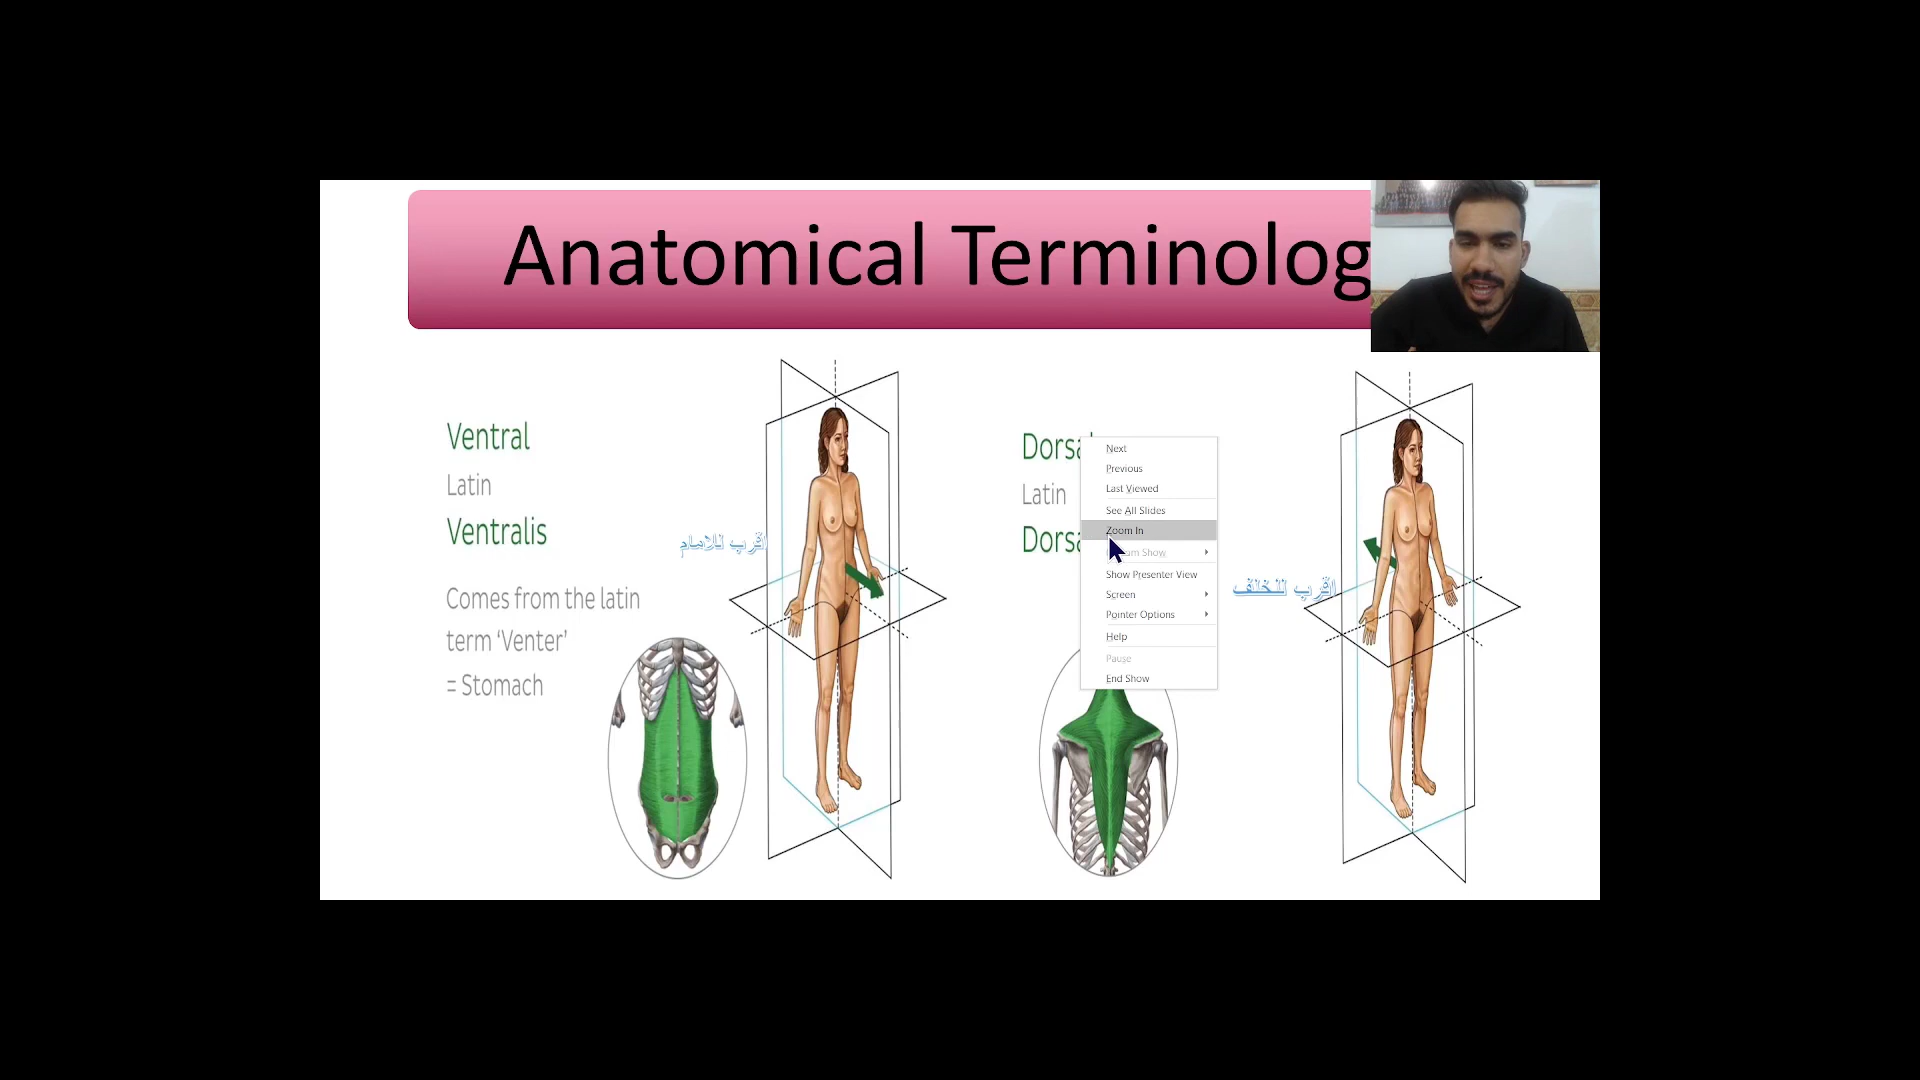 Anatomical Terminolog
Ventral
Latin
Ventralis
اقرب للامام
Comes from the latin
term ‘Venter’
= Stomach
Dorsa
Latin
Dorsa
اقرب للخلف
Next
Previous
Last Viewed
See All Slides
Zoom In
am Show
Show Presenter View
Screen
Pointer Options
Help
Pause
End Show